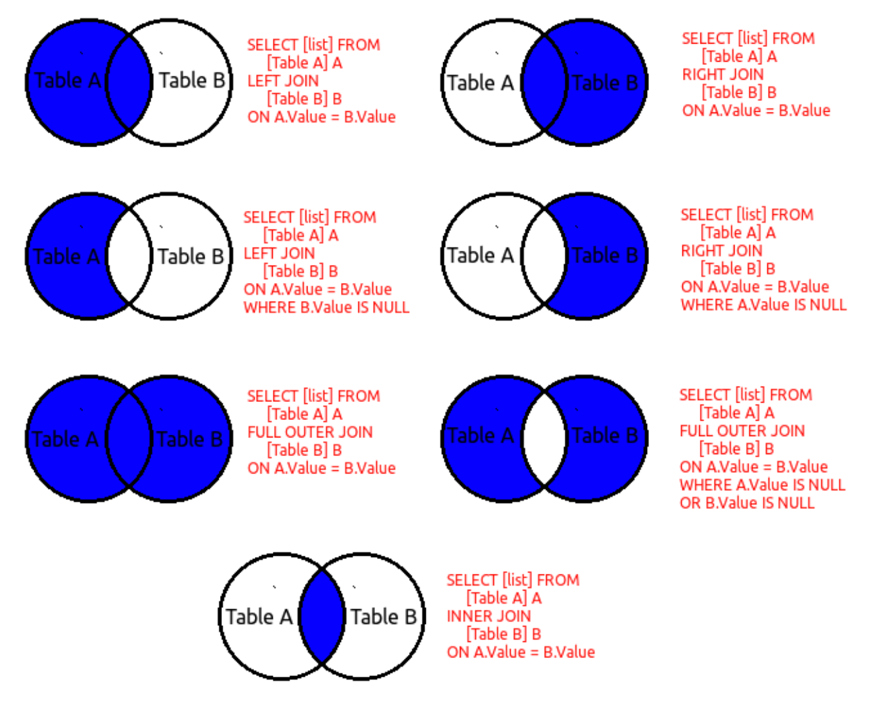 Table A Table B
SELECT [list] FROM
[Table A] A
LEFT JOIN
[Table B] B
ON A.Value = B.Value
Table A Table B
SELECT [list] FROM
[Table A] A
RIGHT JOIN
[Table B] B
ON A.Value = B.Value
Table A Table B
SELECT [list] FROM
[Table A] A
LEFT JOIN
[Table B] B
ON A.Value = B.Value
WHERE B.Value IS NULL
Table A Table B
SELECT [list] FROM
[Table A] A
RIGHT JOIN
[Table B] B
ON A.Value = B.Value
WHERE A.Value IS NULL
Table A Table B
SELECT [list] FROM
[Table A] A
FULL OUTER JOIN
[Table B] B
ON A.Value = B.Value
Table A Table B
SELECT [list] FROM
[Table A] A
FULL OUTER JOIN
[Table B] B
ON A.Value = B.Value
WHERE A.Value IS NULL
OR B.Value IS NULL
Table A Table B
SELECT [list] FROM
[Table A] A
INNER JOIN
[Table B] B
ON A.Value = B.Value